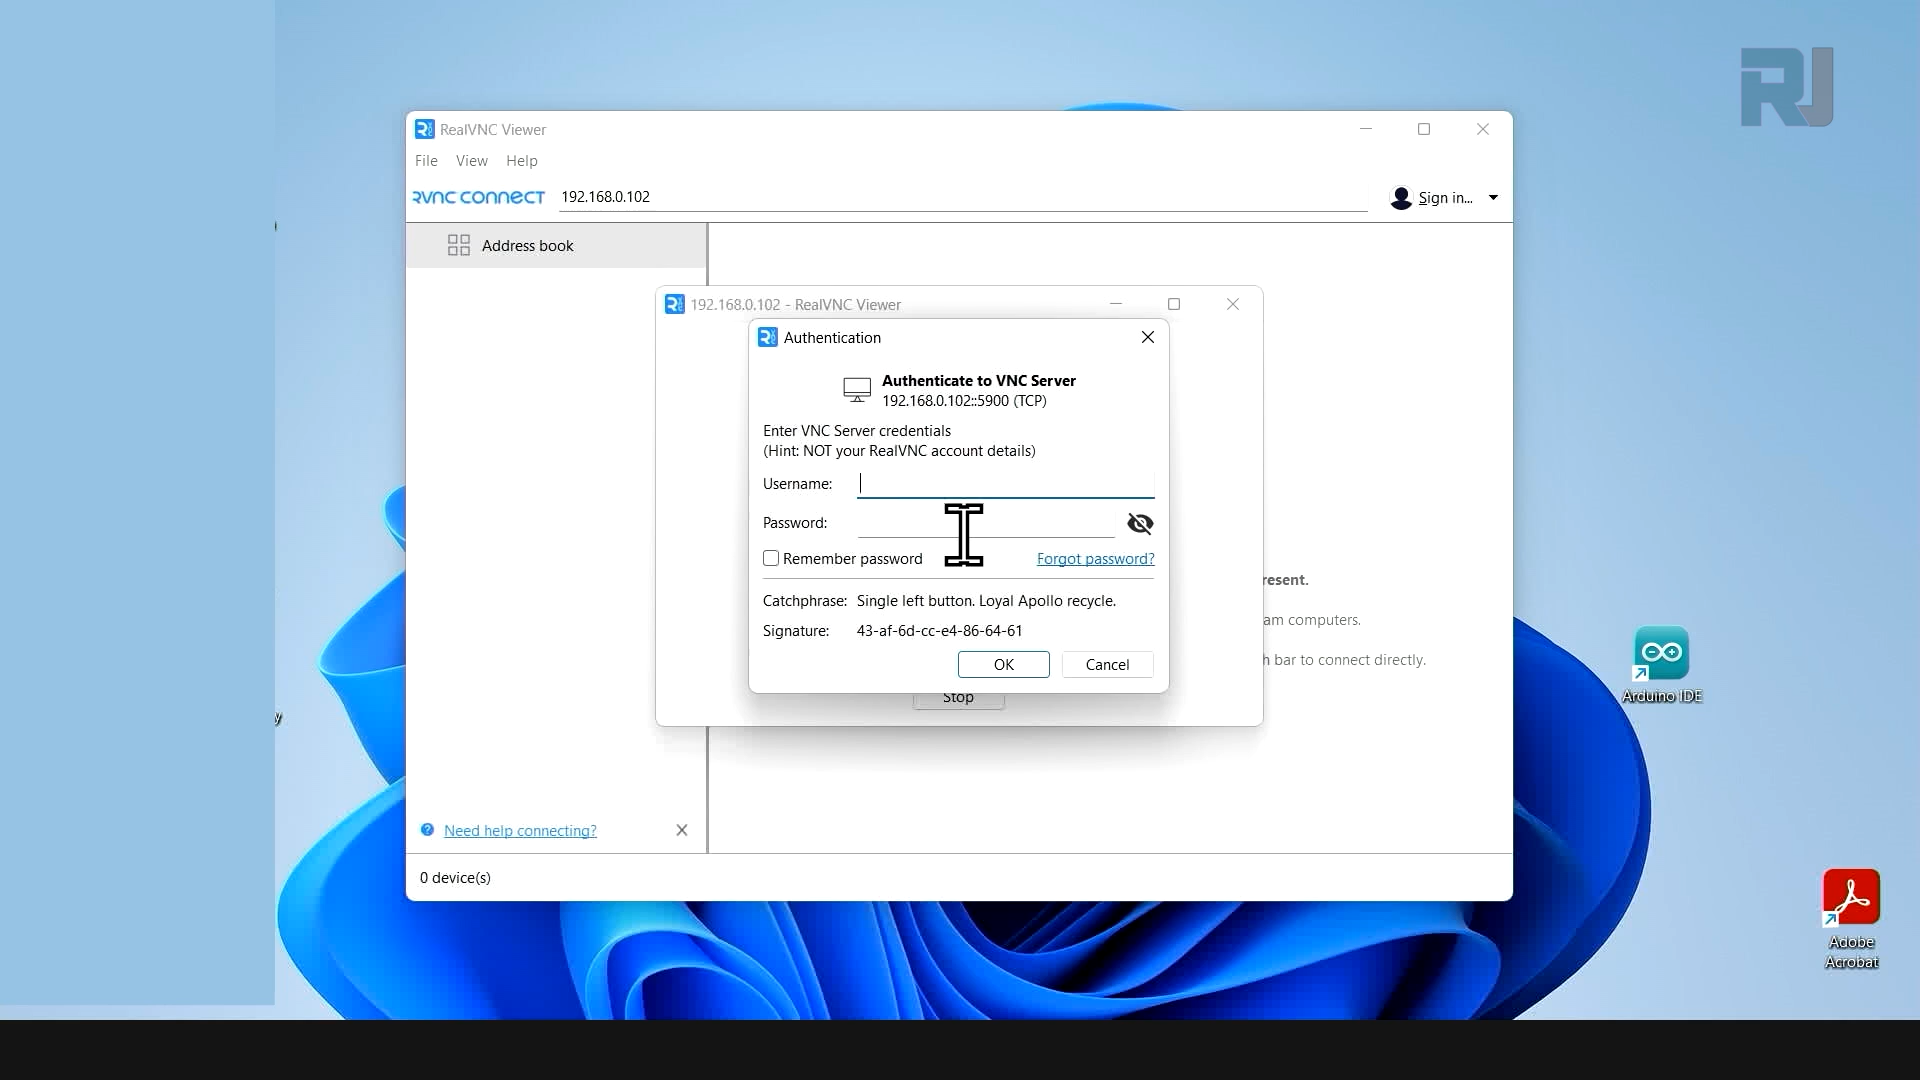 RJ
RealVNC Viewer
File View Help
RVNC CONNECT 192.168.0.102 Sign in...
Address book
192.168.0.102 - RealVNC Viewer
Authentication
Authenticate to VNC Server
192.168.0.102::5900 (TCP)
Enter VNC Server credentials
(Hint: NOT your RealVNC account details)
Username:
Password:
Remember password Forgot password?
Catchphrase: Single left button. Loyal Apollo recycle.
Signature: 43-af-6d-cc-e4-86-64-61
OK Cancel
Stop
resent.
am computers.
h bar to connect directly.
Need help connecting?
0 device(s)
y
Arduino IDE
Adobe
Acrobat